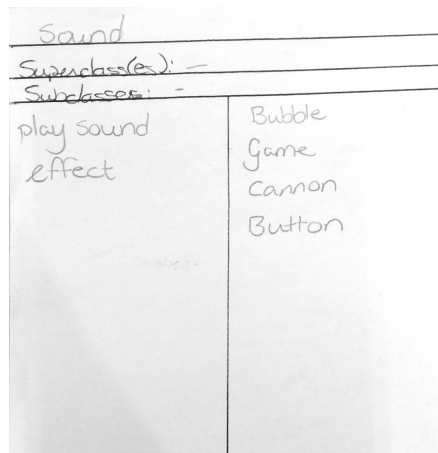 Sound
Superclass(es): -
Subclasses: -
play sound
effect
Bubble
Game
Cannon
Button